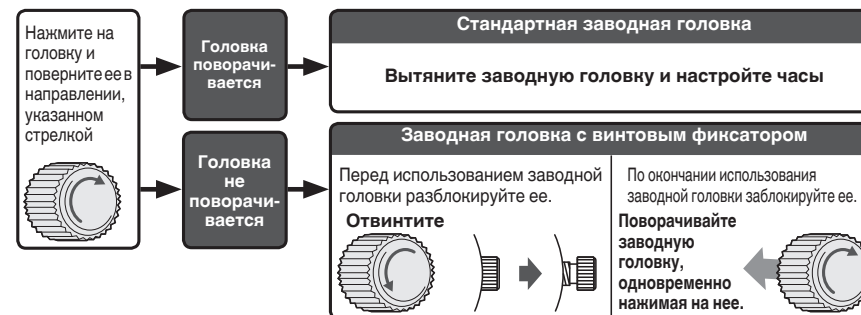 Нажмите на
головку и
поверните ее в
направлении,
указанном
стрелкой
Головка
поворачи-
вается
Стандартная заводная головка
Вытяните заводную головку и настройте часы
Головка
не
поворачи-
вается
Заводная головка с винтовым фиксатором
Перед использованием заводной
головки разблокируйте ее.
Отвинтите
По окончании использования
заводной головки заблокируйте ее.
Поворачивайте
заводную
головку,
одновременно
нажимая на нее.